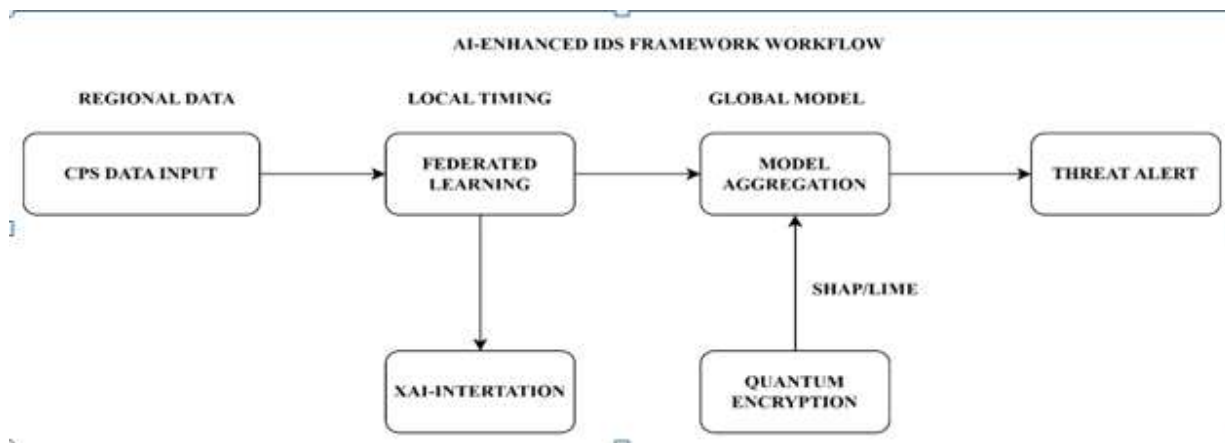 AI-ENHANCED IDS FRAMEWORK WORKFLOW
REGIONAL DATA
LOCAL TIMING
GLOBAL MODEL
CPS DATA INPUT
FEDERATED
LEARNING
MODEL
AGGREGATION
THREAT ALERT
SHAP/LIME
XAI-INTERTATION
QUANTUM
ENCRYPTION